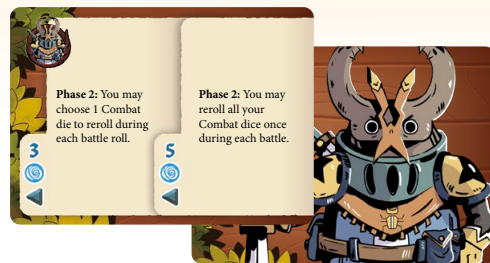 Phase 2: You may
choose 1 Combat
die to reroll during
each battle roll.
3
Phase 2: You may
reroll all your
Combat dice once
during each battle.
5